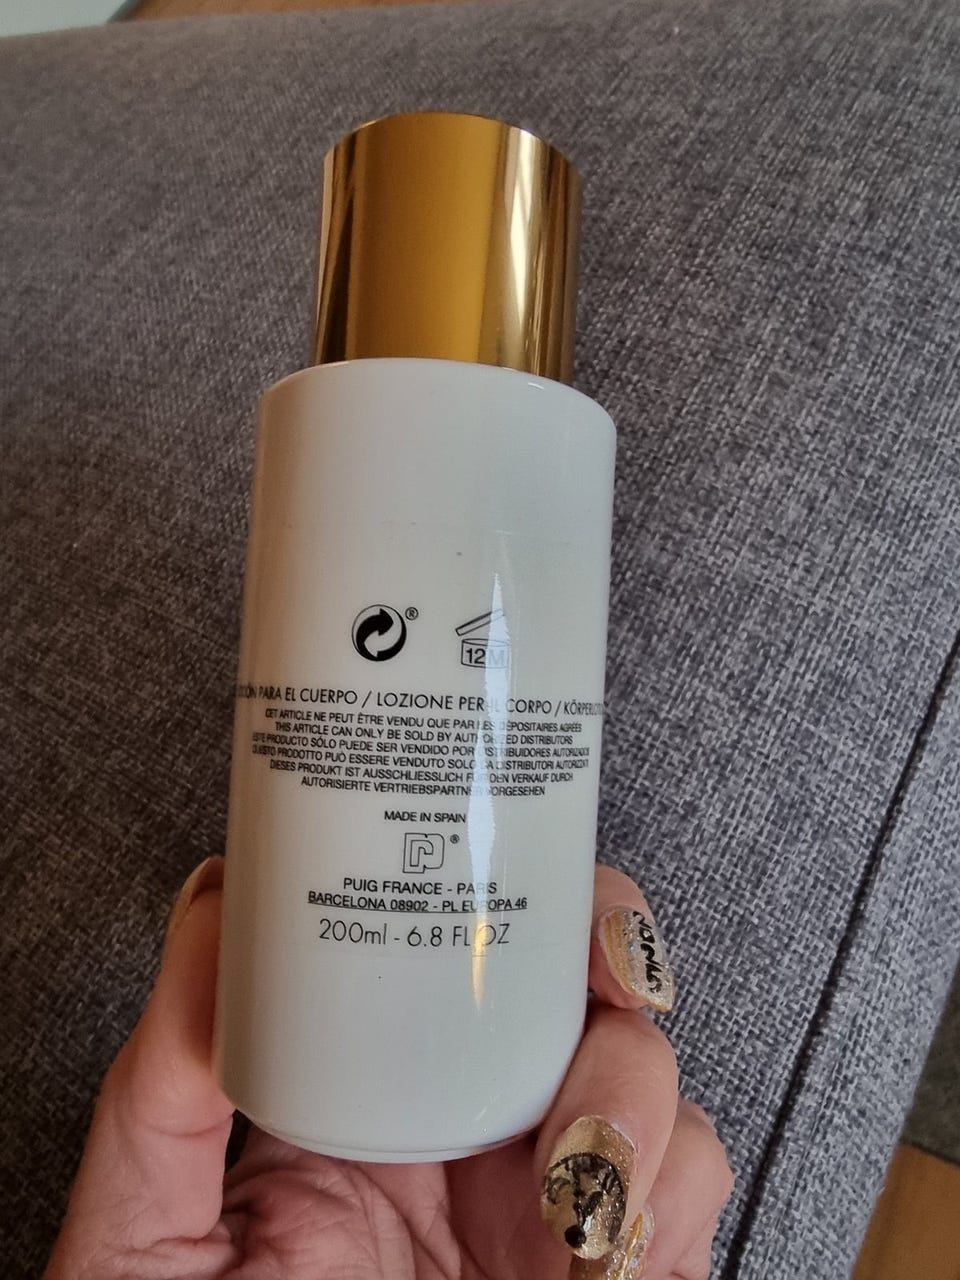 ®
12M
PARA EL CUERPO / LOZIONE PER IL CORPO /
CET ARTICLE NE PEUT ÊTRE VENDU QUE PAR LES DÉPOSITAIRES AGRÉÉS
THIS ARTICLE CAN ONLY BE SOLD BY AUTHORIZED DISTRIBUTORS
ESTE PRODUCTO SÓLO PUEDE SER VENDIDO POR DISTRIBUIDORES AUTORIZADOS
QUESTO PRODOTTO PUÒ ESSERE VENDUTO SOLO DA DISTRIBUTORI AUTORIZZATI
DIESES PRODUKT IST AUSSCHLIESSLICH FÜR DEN VERKAUF DURCH
AUTORISIERTE VERTRIEBSPARTNER VORGESEHEN
MADE IN SPAIN
®
PUIG FRANCE - PARIS
BARCELONA 08902 - PL EUROPA 46
200ml - 6.8 FL OZ